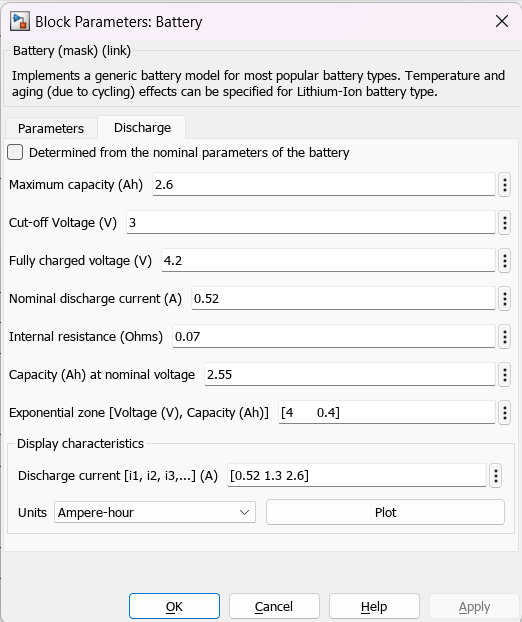 Block Parameters: Battery
Battery (mask) (link)
Implements a generic battery model for most popular battery types. Temperature and
aging (due to cycling) effects can be specified for Lithium-Ion battery type.
Parameters Discharge
Determined from the nominal parameters of the battery
Maximum capacity (Ah) 2.6
Cut-off Voltage (V) 3
Fully charged voltage (V) 4.2
Nominal discharge current (A) 0.52
Internal resistance (Ohms) 0.07
Capacity (Ah) at nominal voltage 2.55
Exponential zone [Voltage (V), Capacity (Ah)] [4 0.4]
Display characteristics
Discharge current [i1, i2, i3,...] (A) [0.52 1.3 2.6]
Units Ampere-hour Plot
OK Cancel Help Apply